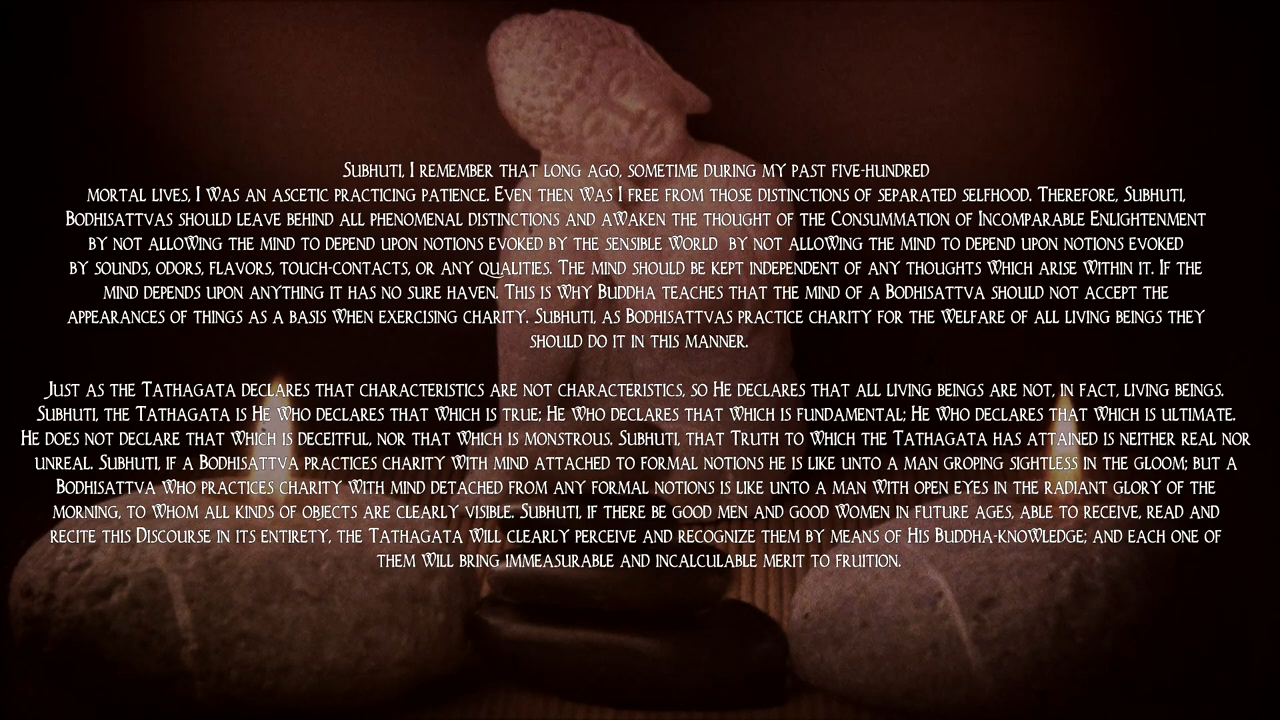 Subhuti, I remember that long ago, sometime during my past five-hundred
mortal lives, I was an ascetic practicing patience. Even then was I free from those distinctions of separated selfhood. Therefore, Subhuti,
Bodhisattvas should leave behind all phenomenal distinctions and awaken the thought of the Consummation of Incomparable Enlightenment
by not allowing the mind to depend upon notions evoked by the sensible world  by not allowing the mind to depend upon notions evoked
by sounds, odors, flavors, touch-contacts, or any qualities. The mind should be kept independent of any thoughts which arise within it. If the
mind depends upon anything it has no sure haven. This is why Buddha teaches that the mind of a Bodhisattva should not accept the
appearances of things as a basis when exercising charity. Subhuti, as Bodhisattvas practice charity for the welfare of all living beings they
should do it in this manner.

Just as the Tathagata declares that characteristics are not characteristics, so He declares that all living beings are not, in fact, living beings.
Subhuti, the Tathagata is He who declares that which is true; He who declares that which is fundamental; He who declares that which is ultimate.
He does not declare that which is deceitful, nor that which is monstrous. Subhuti, that Truth to which the Tathagata has attained is neither real nor
unreal. Subhuti, if a Bodhisattva practices charity with mind attached to formal notions he is like unto a man groping sightless in the gloom; but a
Bodhisattva who practices charity with mind detached from any formal notions is like unto a man with open eyes in the radiant glory of the
morning, to whom all kinds of objects are clearly visible. Subhuti, if there be good men and good women in future ages, able to receive, read and
recite this Discourse in its entirety, the Tathagata will clearly perceive and recognize them by means of His Buddha-knowledge; and each one of
them will bring immeasurable and incalculable merit to fruition.